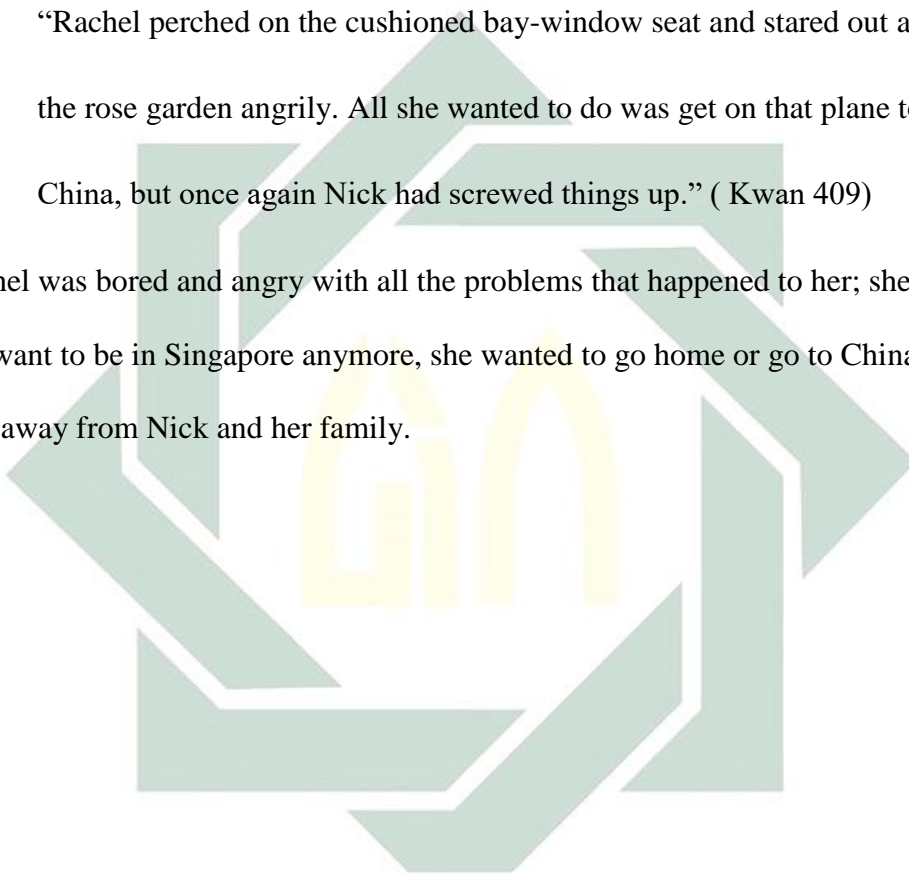 “Rachel perched on the cushioned bay-window seat and stared out a
the rose garden angrily. All she wanted to do was get on that plane t
China, but once again Nick had screwed things up.” ( Kwan 409)
nel was bored and angry with all the problems that happened to her; she
want to be in Singapore anymore, she wanted to go home or go to China
away from Nick and her family.